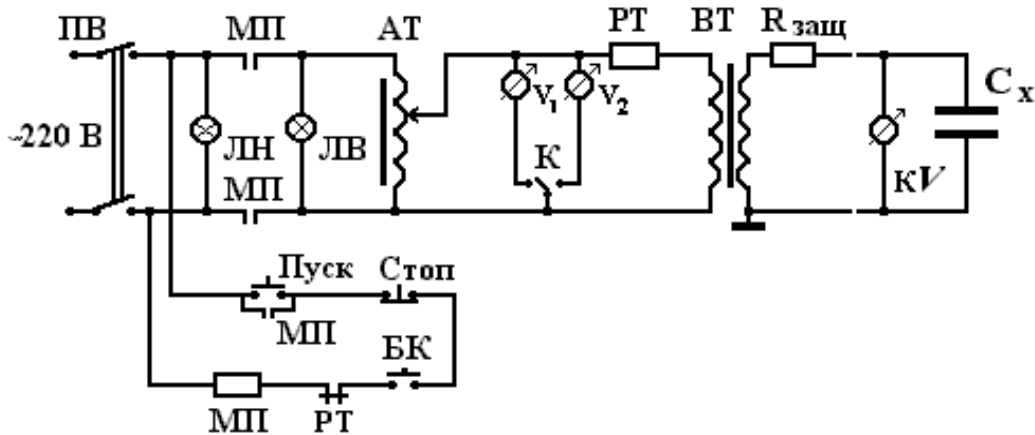 ПВ МП АТ РТ ВТ R защ
~220 В ЛН ЛВ V1 V2 К КV Cx
МП
Пуск Стоп
МП БК
МП РТ